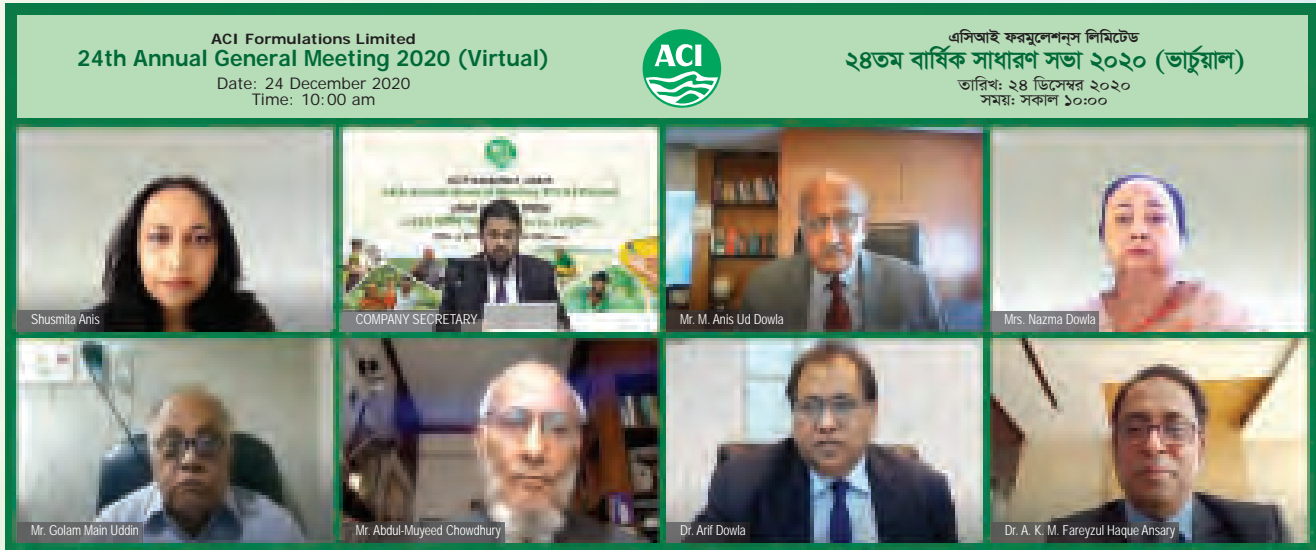 ACI Formulations Limited
24th Annual General Meeting 2020 (Virtual)
Date: 24 December 2020
Time: 10:00 am
ACI
এসিআই ফরমুলেশন্‌স লিমিটেড
২৪তম বার্ষিক সাধারণ সভা ২০২০ (ভার্চুয়াল)
তারিখ: ২৪ ডিসেম্বর ২০২০
সময়: সকাল ১০:০০
ACI
Shusmita Anis
COMPANY SECRETARY
Mr. M. Anis Ud Dowla
Mrs. Nazma Dowla
Mr. Golam Main Uddin
Mr. Abdul-Muyeed Chowdhury
Dr. Arif Dowla
Dr. A. K. M. Fareyzul Haque Ansary